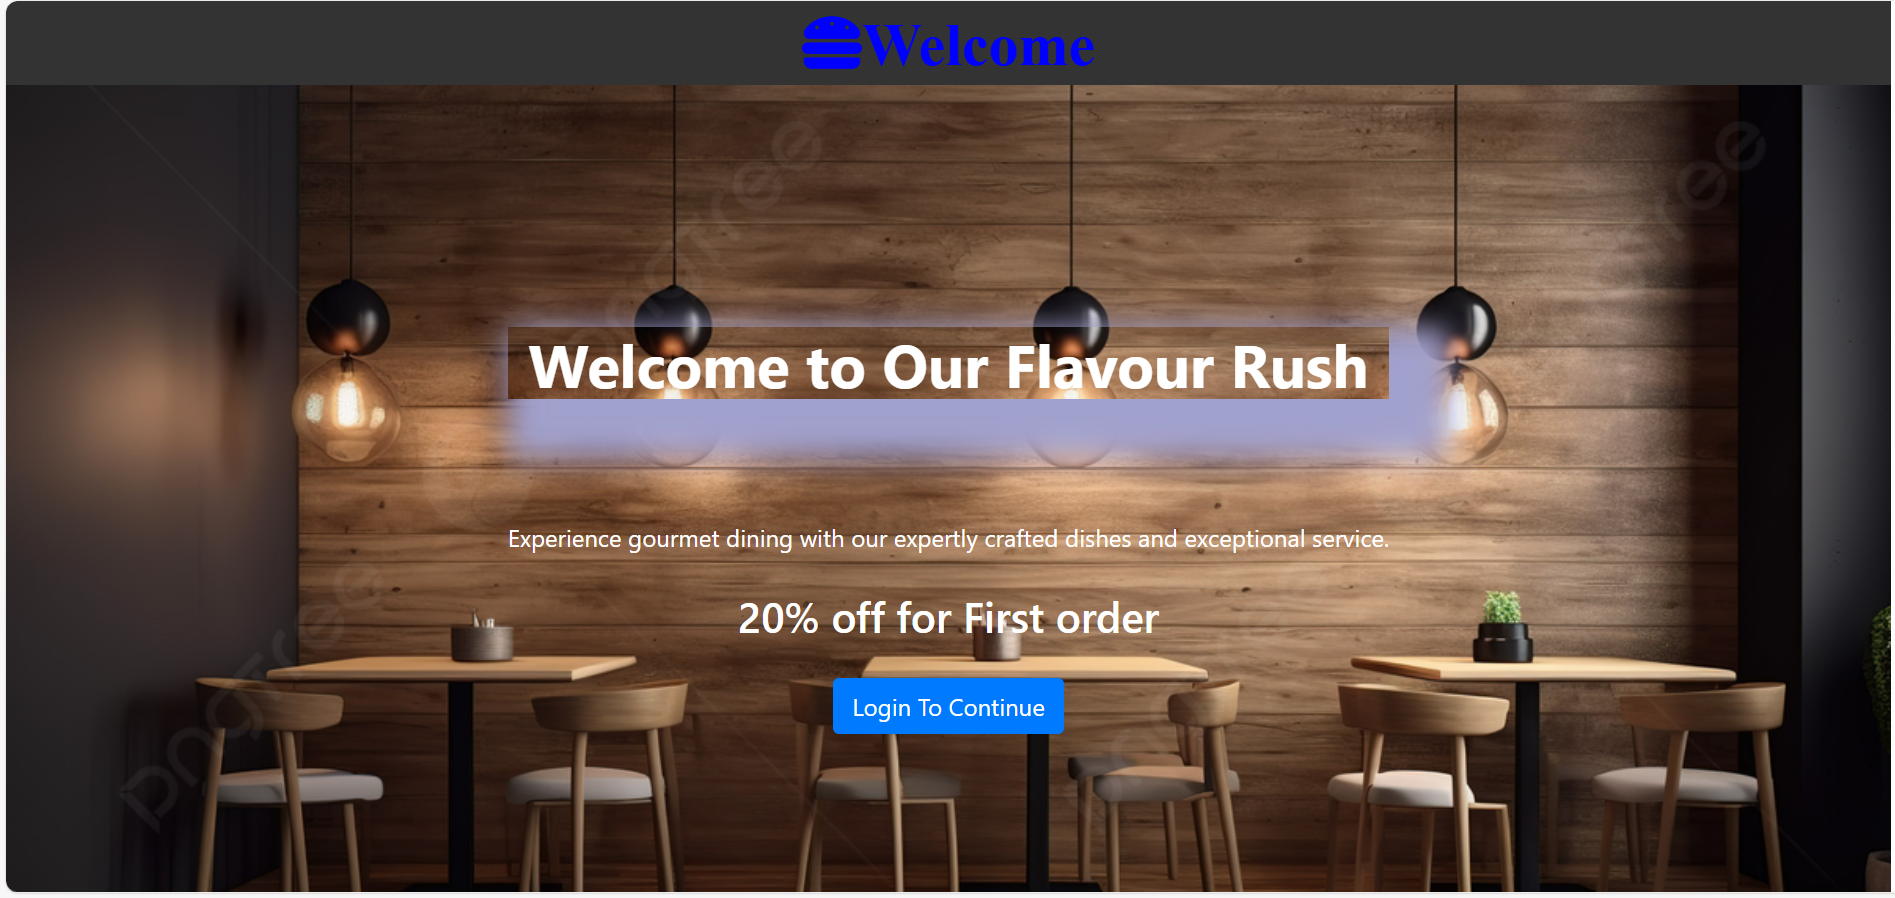 Welcome
Welcome to Our Flavour Rush
Experience gourmet dining with our expertly crafted dishes and exceptional service.
20% off for First order
Login To Continue
pngtree